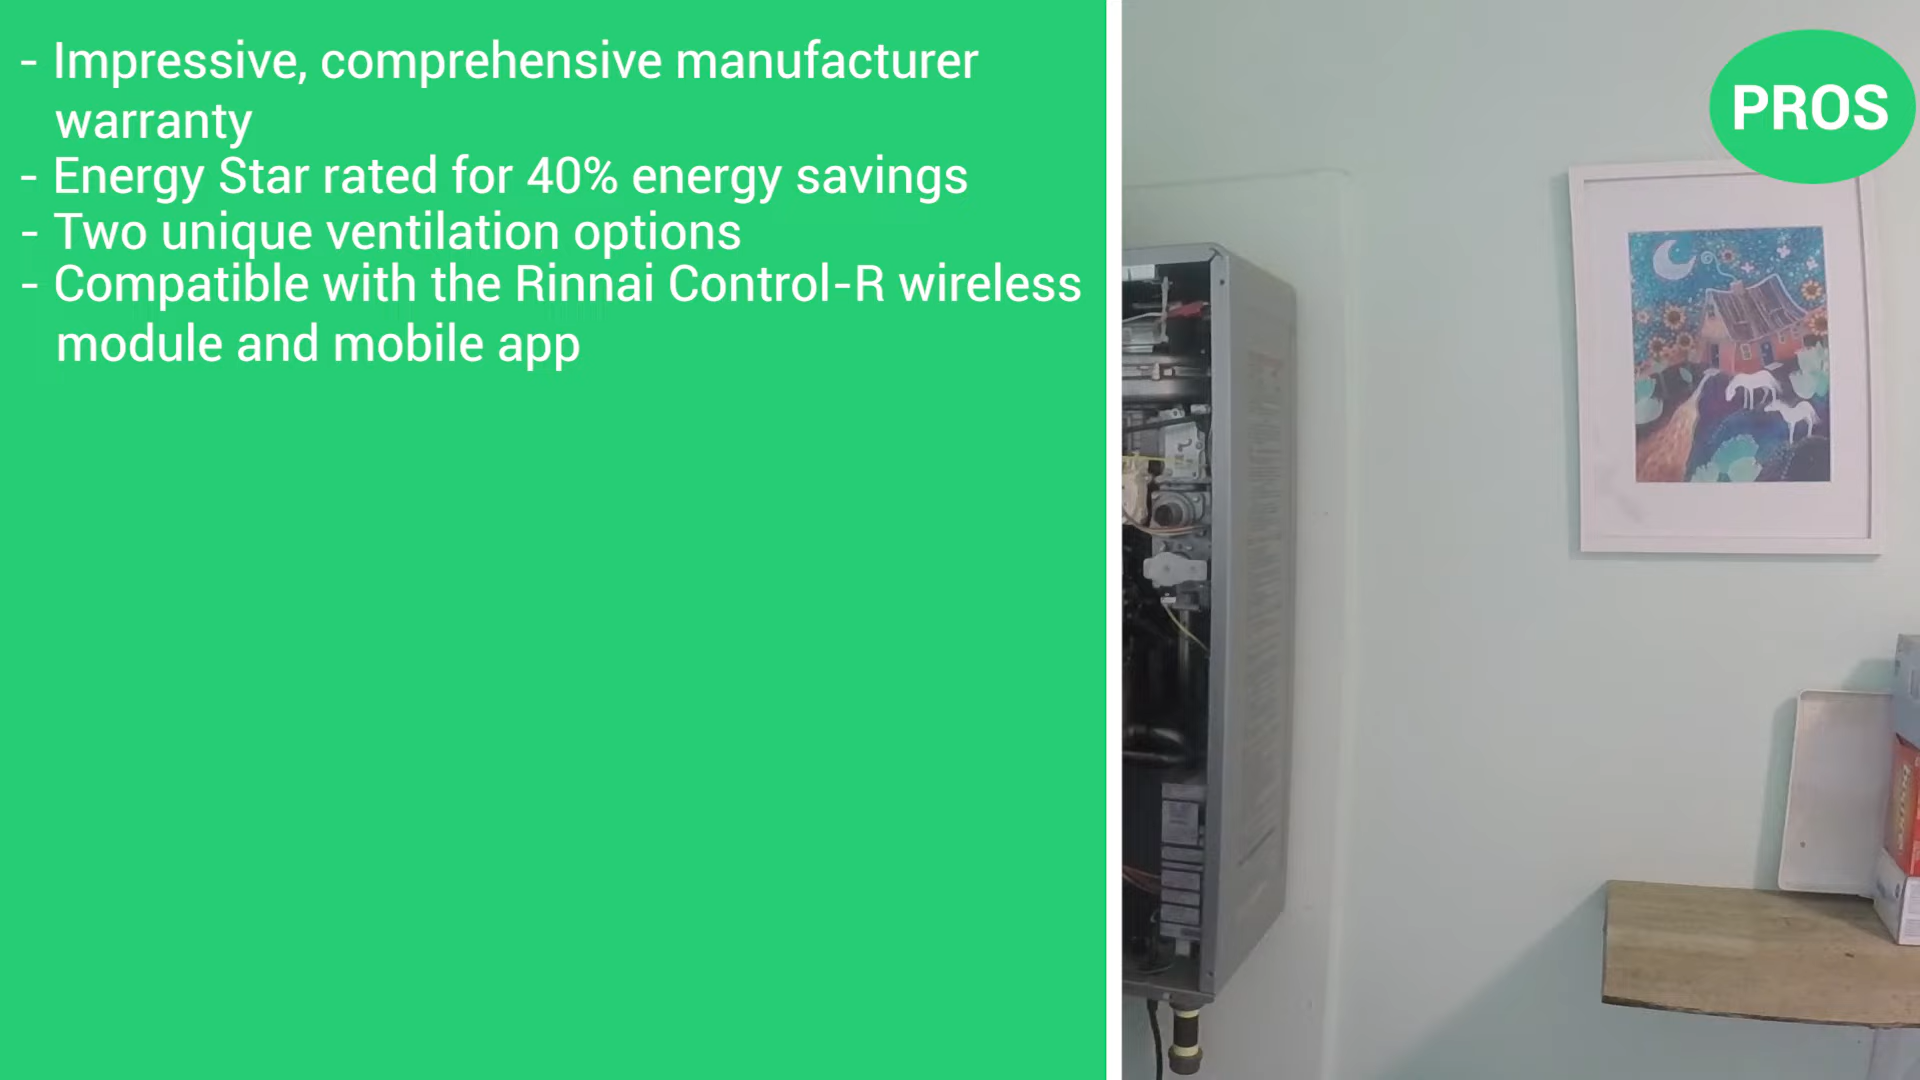 - Impressive, comprehensive manufacturer
warranty
- Energy Star rated for 40% energy savings
- Two unique ventilation options
- Compatible with the Rinnai Control-R wireless
module and mobile app
PROS